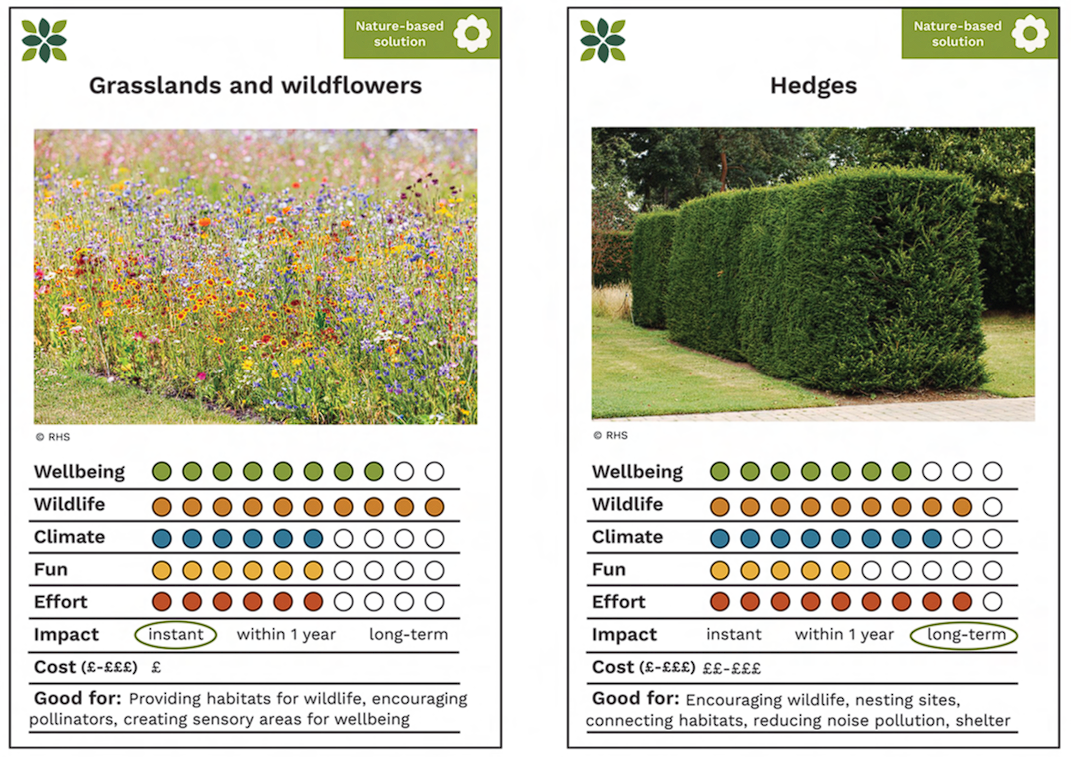 Nature-based
solution
Grasslands and wildflowers
© RHS
Wellbeing
Wildlife
Climate
Fun
Effort
Impact instant within 1 year long-term
Cost (£-£££) £
Good for: Providing habitats for wildlife, encouraging
pollinators, creating sensory areas for wellbeing
Nature-based
solution
Hedges
© RHS
Wellbeing
Wildlife
Climate
Fun
Effort
Impact instant within 1 year long-term
Cost (£-£££) ££-£££
Good for: Encouraging wildlife, nesting sites,
connecting habitats, reducing noise pollution, shelter